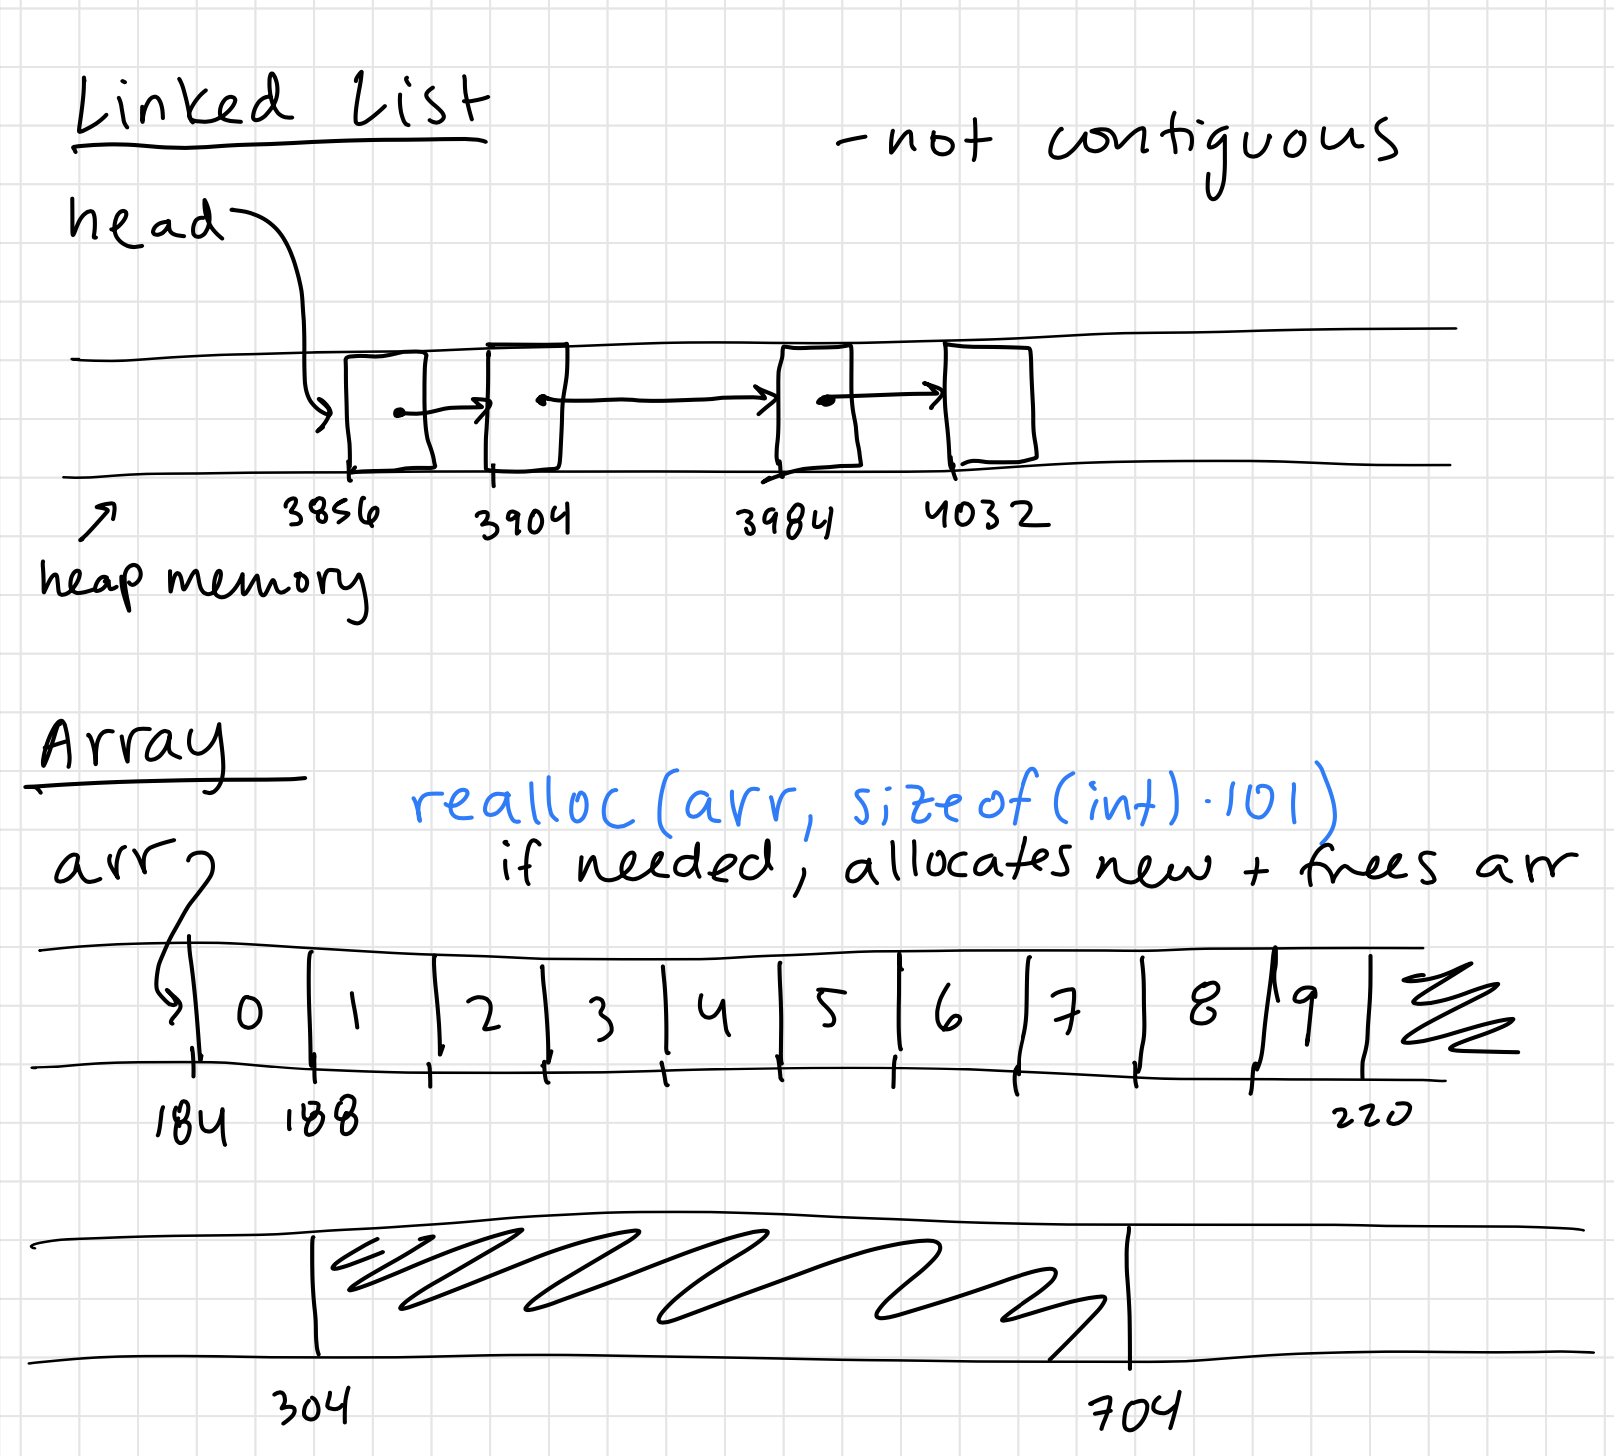 Linked List
- not contiguous
head
3856 3904 3984 4032
heap memory
Array
realloc(arr, sizeof(int)·101)
arr
if needed, allocates new + frees arr
0 1 2 3 4 5 6 7 8 9
184 188 220
304 704